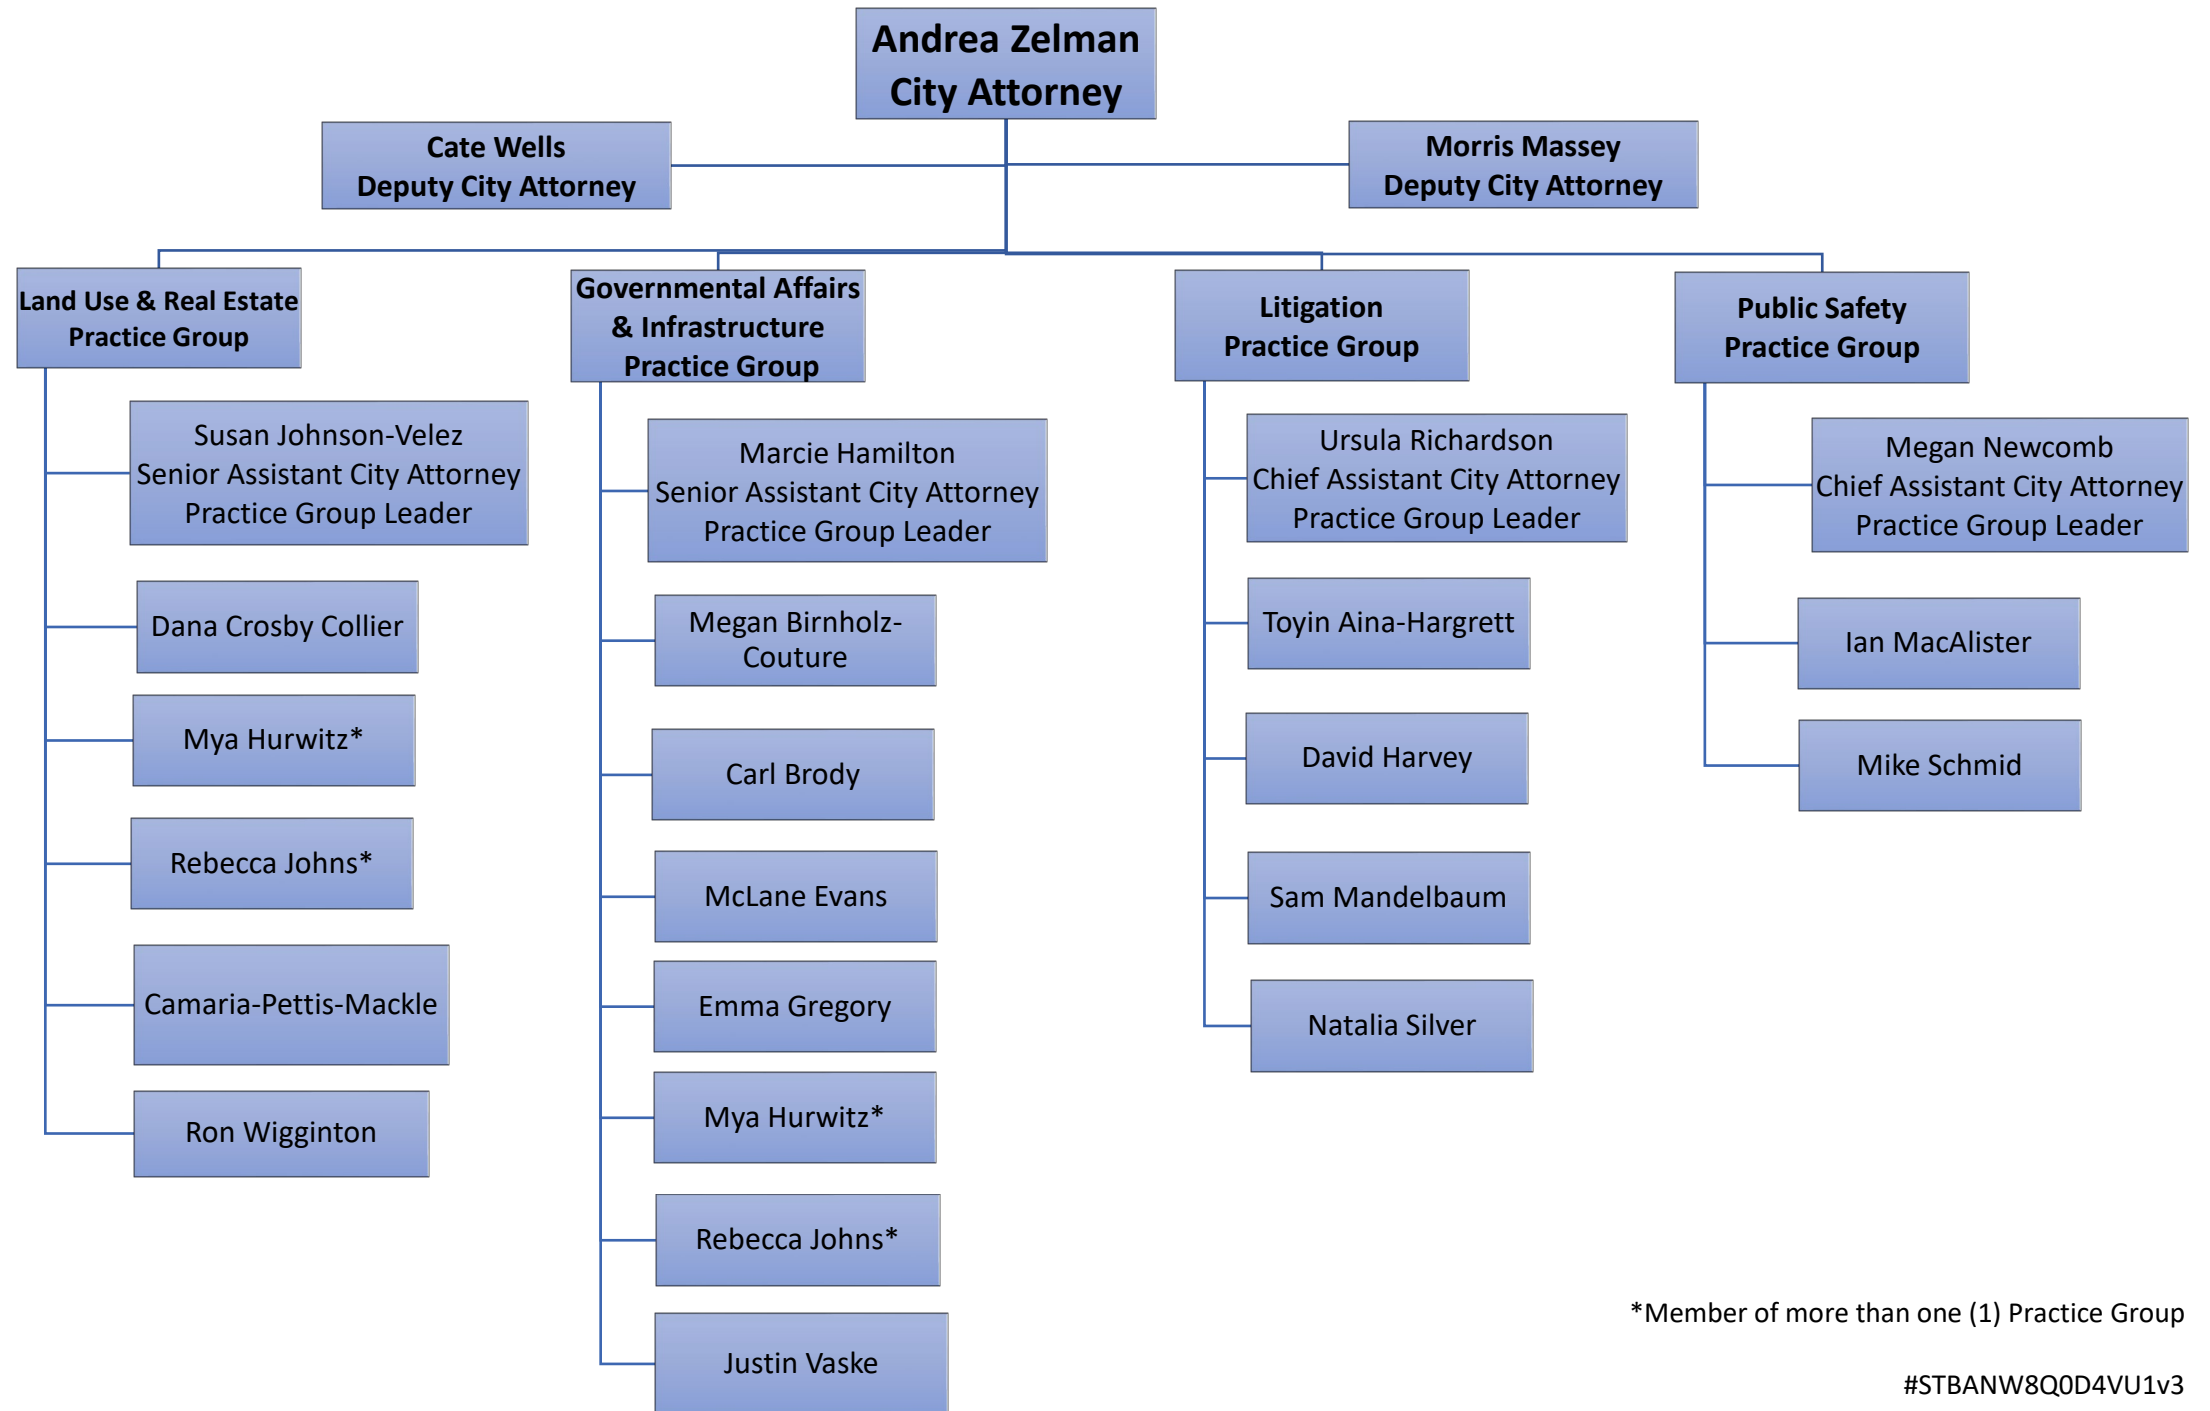 Andrea Zelman
City Attorney
Cate Wells
Deputy City Attorney
Morris Massey
Deputy City Attorney
Land Use & Real Estate
Practice Group
Susan Johnson-Velez
Senior Assistant City Attorney
Practice Group Leader
Dana Crosby Collier
Mya Hurwitz*
Rebecca Johns*
Camaria-Pettis-Mackle
Ron Wigginton
Governmental Affairs
& Infrastructure
Practice Group
Marcie Hamilton
Senior Assistant City Attorney
Practice Group Leader
Megan Birnholz-
Couture
Carl Brody
McLane Evans
Emma Gregory
Mya Hurwitz*
Rebecca Johns*
Justin Vaske
Litigation
Practice Group
Ursula Richardson
Chief Assistant City Attorney
Practice Group Leader
Toyin Aina-Hargrett
David Harvey
Sam Mandelbaum
Natalia Silver
Public Safety
Practice Group
Megan Newcomb
Chief Assistant City Attorney
Practice Group Leader
Ian MacAlister
Mike Schmid
*Member of more than one (1) Practice Group
#STBANW8Q0D4VU1v3